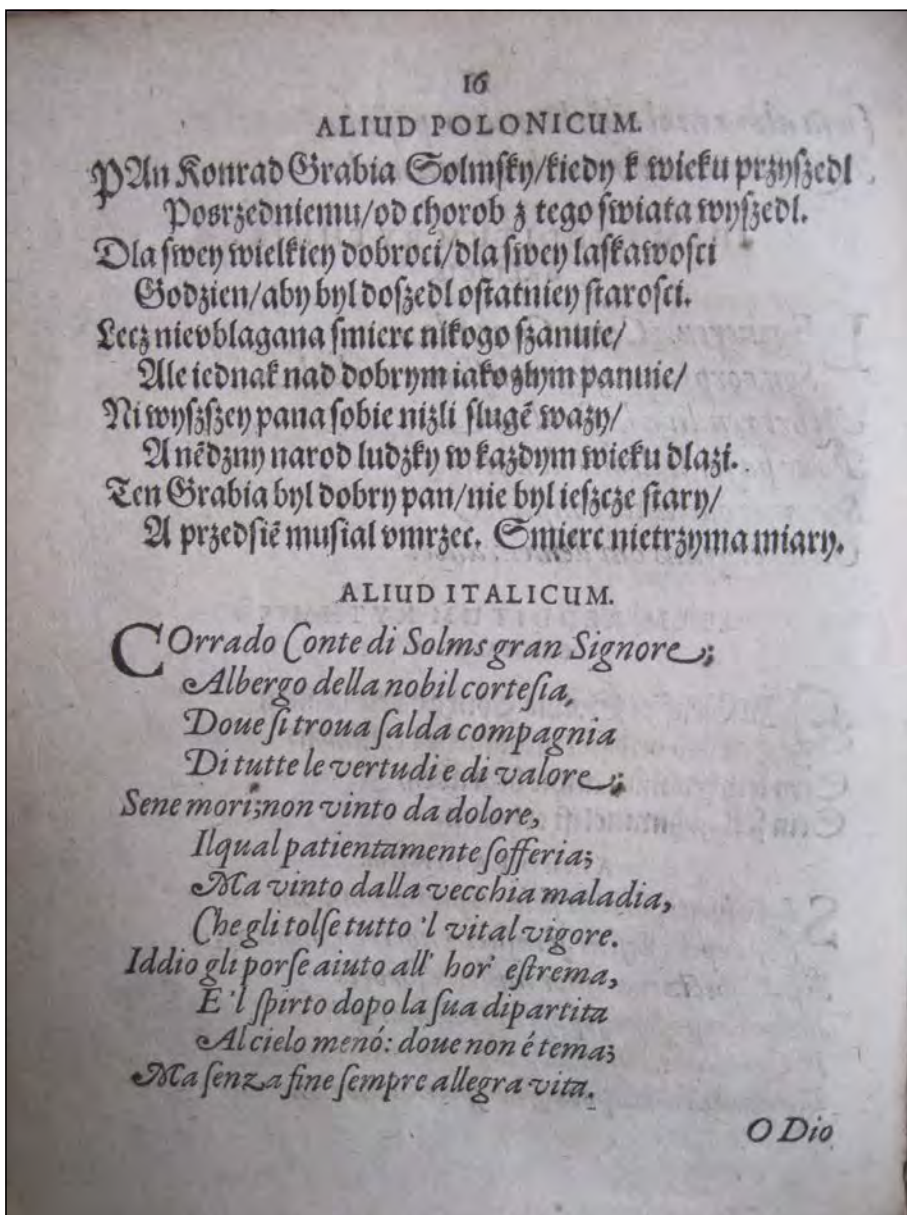 16
ALIUD POLONICUM.
PAn Konrad Grabia Solmſky/kiedy k wieku przyſzedl
Poſrzedniemu/od chorob z tego ſwiata wyſzedl.
Dla ſwey wielkiey dobroci/dla ſwey laſkawoſci
Godzien/aby byl doſzedl oſtatniey ſtaroſci.
Lecz nievblagana ſmierc nikogo ſzanuie/
Ale iednak nad dobrym iako zlym panuie/
Ni wyſzſzey pana ſobie nizli ſlugē wazy/
A nēdzny narod ludzky w kazdym wieku dlazi.
Ten Grabia byl dobry pan/nie byl ieſzcze ſtary/
A przedſiē muſial vmrzec. Smierc nietrzyma miary.
ALIUD ITALICUM.
COrrado Conte di Solms gran Signore;
Albergo della nobil corteſia,
Doue ſi troua ſalda compagnia
Di tutte le vertudi e di valore;
Sene mori; non vinto da dolore,
Ilqual patientamente ſofferia;
Ma vinto dalla vecchia maladia,
Che gli tolſe tutto 'l vital vigore.
Iddio gli porſe aiuto all' hor' eſtrema,
E 'l ſpirto dopo la ſua dipartita
Al cielo menó: doue non é tema;
Ma ſenza fine ſempre allegra vita.
O Dio